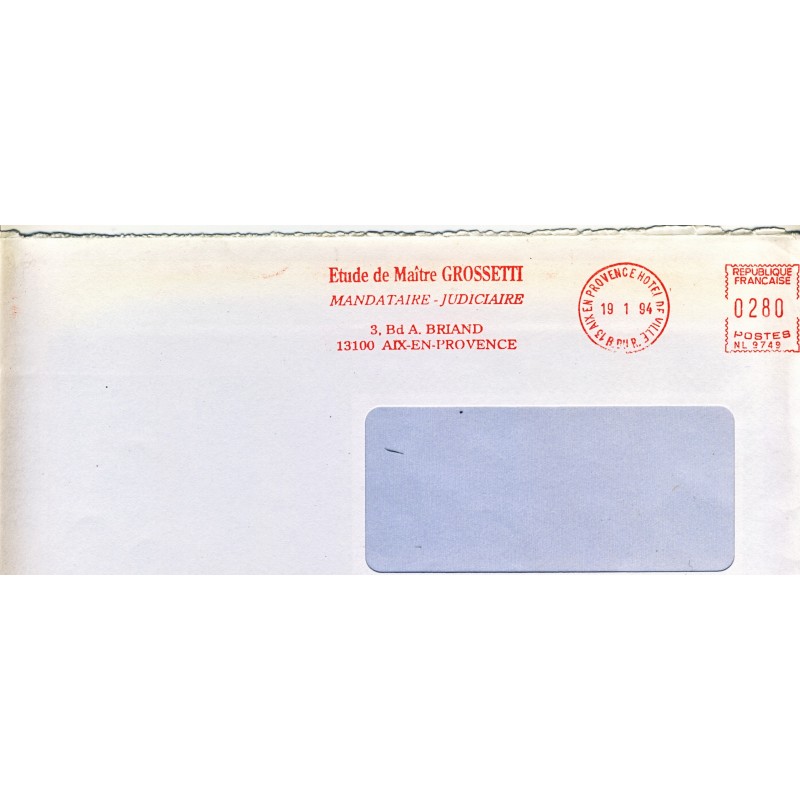 Etude de Maître GROSSETTI
MANDATAIRE - JUDICIAIRE
3, Bd A. BRIAND
13100 AIX-EN-PROVENCE
13 AIX EN PROVENCE HOTEL DE VILLE
B. DU R.
19 1 94
REPUBLIQUE
FRANCAISE
0280
POSTES
NL 9749